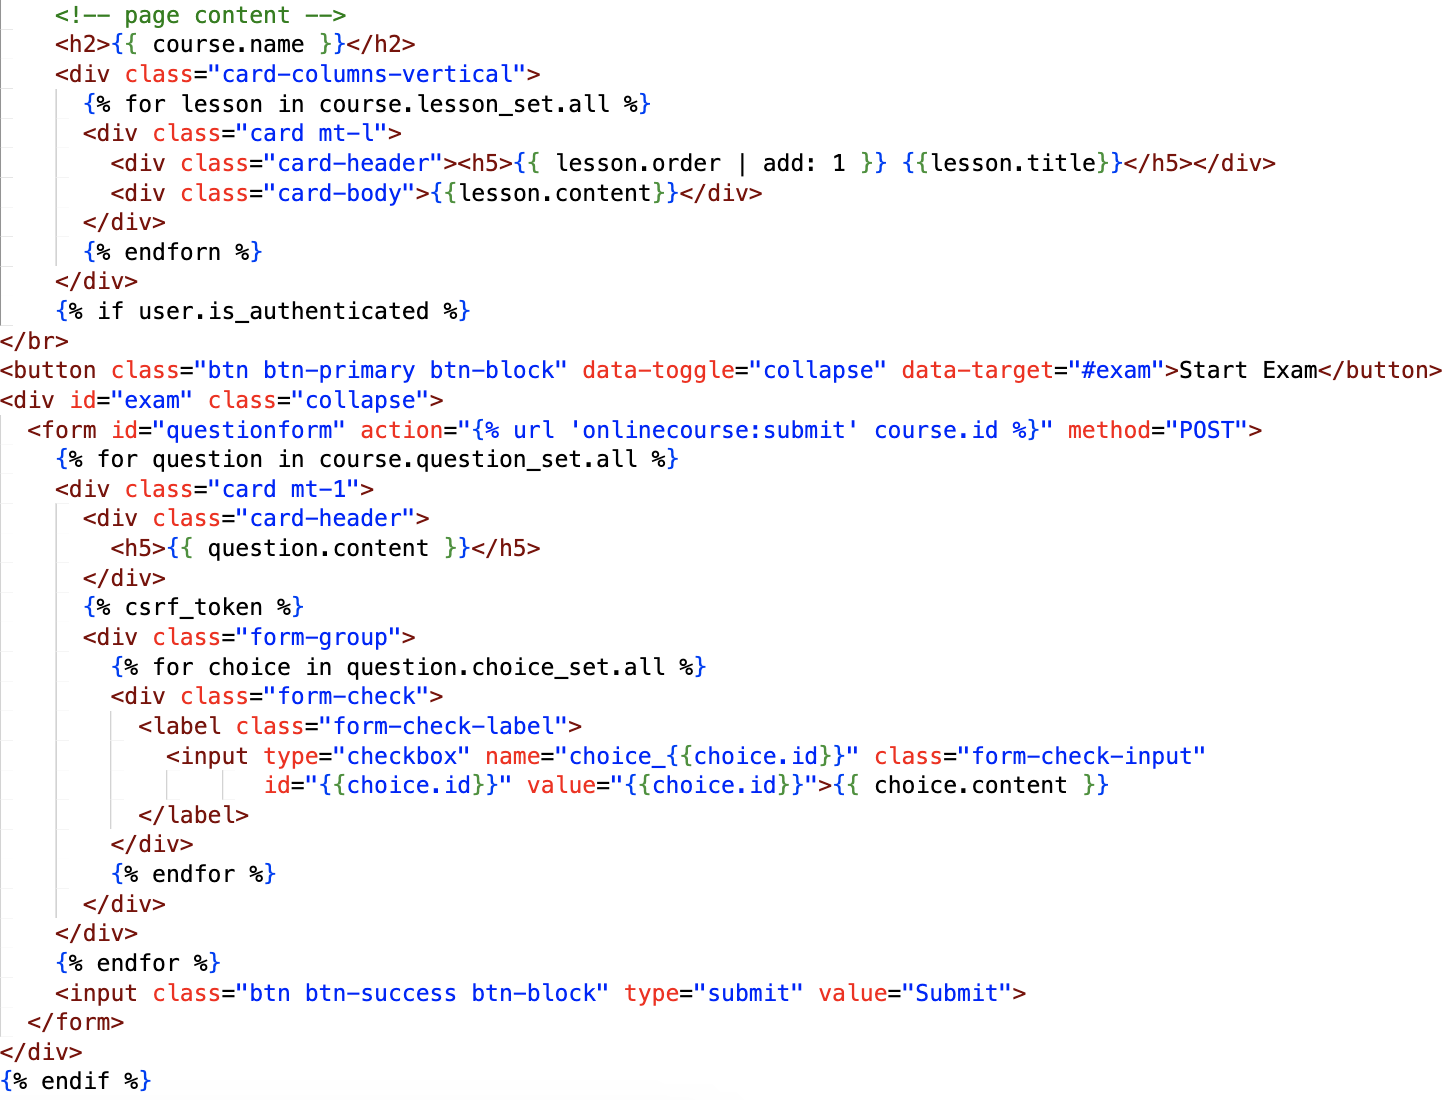 <!-- page content -->
<h2>{{ course.name }}</h2>
<div class="card-columns-vertical">
{% for lesson in course.lesson_set.all %}
<div class="card mt-l">
<div class="card-header"><h5>{{ lesson.order | add: 1 }} {{lesson.title}}</h5></div>
<div class="card-body">{{lesson.content}}</div>
</div>
{% endforn %}
</div>
{% if user.is_authenticated %}
</br>
<button class="btn btn-primary btn-block" data-toggle="collapse" data-target="#exam">Start Exam</button>
<div id="exam" class="collapse">
<form id="questionform" action="{% url 'onlinecourse:submit' course.id %}" method="POST">
{% for question in course.question_set.all %}
<div class="card mt-1">
<div class="card-header">
<h5>{{ question.content }}</h5>
</div>
{% csrf_token %}
<div class="form-group">
{% for choice in question.choice_set.all %}
<div class="form-check">
<label class="form-check-label">
<input type="checkbox" name="choice_{{choice.id}}" class="form-check-input"
id="{{choice.id}}" value="{{choice.id}}">{{ choice.content }}
</label>
</div>
{% endfor %}
</div>
</div>
{% endfor %}
<input class="btn btn-success btn-block" type="submit" value="Submit">
</form>
</div>
{% endif %}